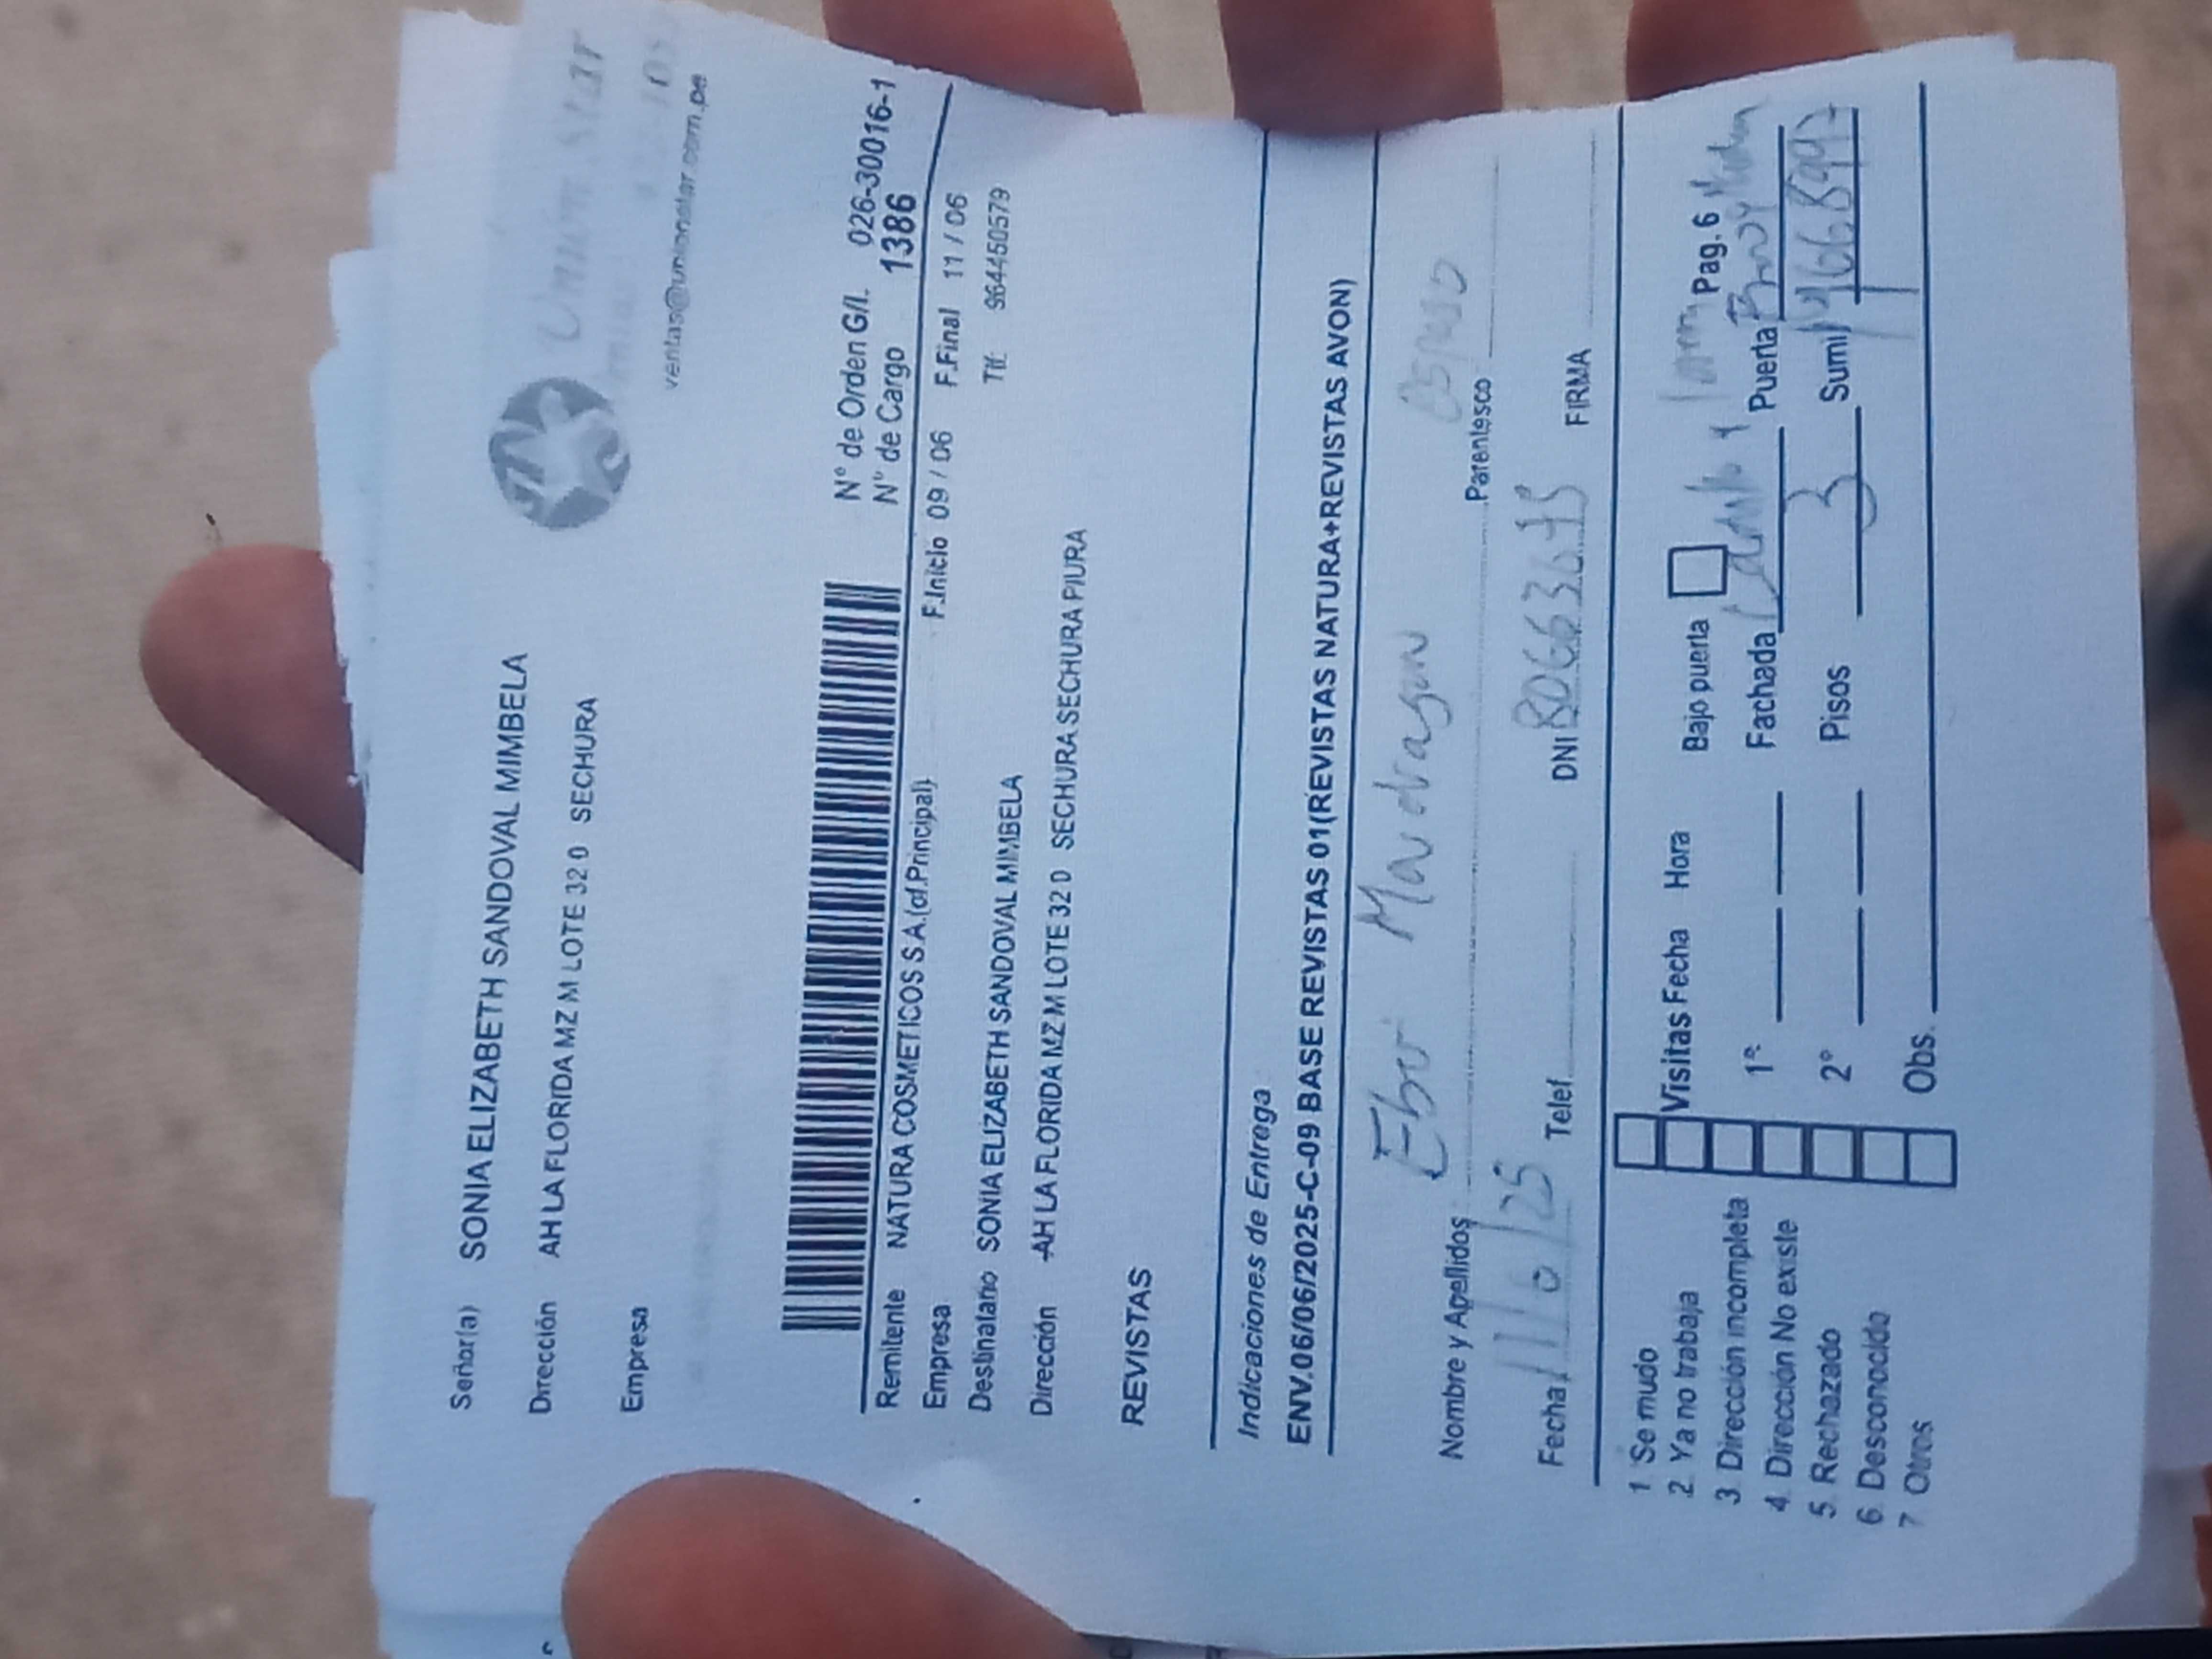 Unión Star
ventas@unionstar.com.pe
Señor(a) SONIA ELIZABETH SANDOVAL MIMBELA
Dirección AH LA FLORIDA MZ M LOTE 32 0 SECHURA
Empresa
N° de Orden G/I. 026-30016-1
N° de Cargo 1386
Remitente NATURA COSMETICOS S.A.(of.Principal)
Empresa F.Inicio 09 / 06 F.Final 11 / 06
Destinatario SONIA ELIZABETH SANDOVAL MIMBELA Tlf. 964450579
Dirección AH LA FLORIDA MZ M LOTE 32 0 SECHURA SECHURA PIURA
REVISTAS
Indicaciones de Entrega
ENV.06/06/2025-C-09 BASE REVISTAS 01(REVISTAS NATURA+REVISTAS AVON)
Nombre y Apellidos Parentesco esposo
Fecha 11/6/25 Telef. DNI FIRMA
1 Se mudo
2. Ya no trabaja Visitas Fecha Hora Bajo puerta Pag. 6
3. Dirección incompleta 1º Fachada Puerta
4. Dirección No existe
5. Rechazado 2º Pisos 3 Sumi
6. Desconocido
7 Otros Obs.